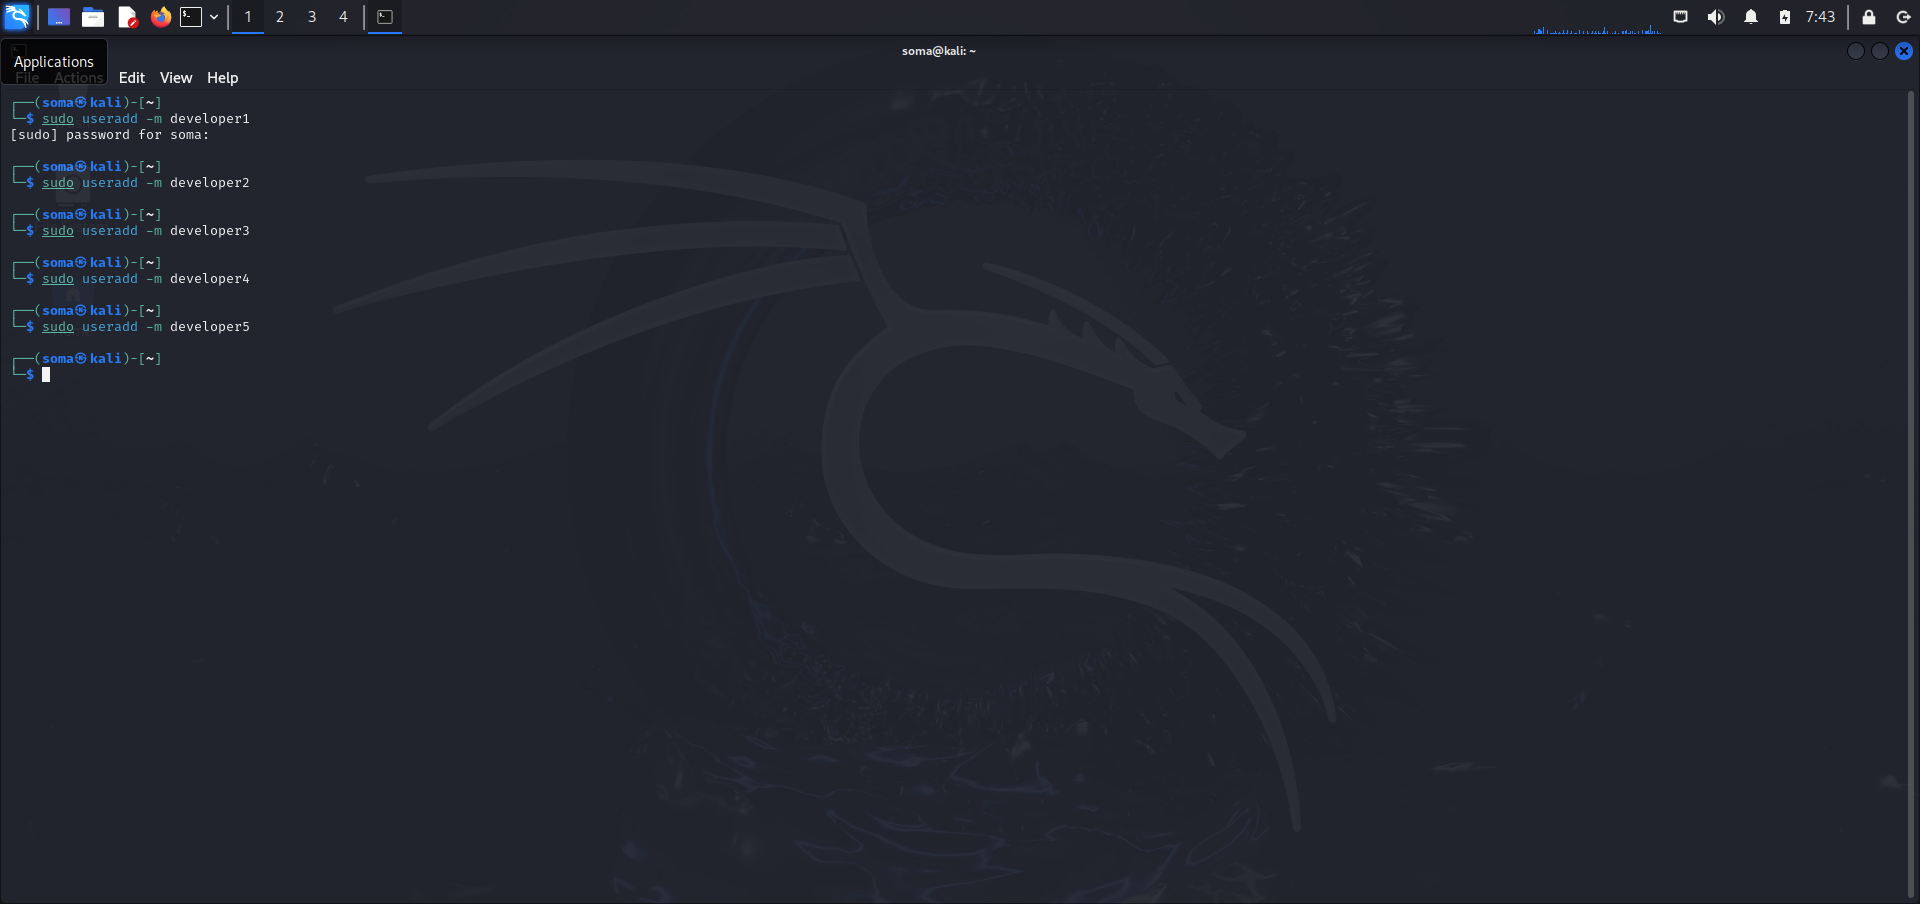 1 2 3 4 7:43
soma@kali: ~
Applications
File Actions Edit View Help
┌──(soma㉿kali)-[~]
└─$ sudo useradd -m developer1
[sudo] password for soma:
┌──(soma㉿kali)-[~]
└─$ sudo useradd -m developer2
┌──(soma㉿kali)-[~]
└─$ sudo useradd -m developer3
┌──(soma㉿kali)-[~]
└─$ sudo useradd -m developer4
┌──(soma㉿kali)-[~]
└─$ sudo useradd -m developer5
┌──(soma㉿kali)-[~]
└─$